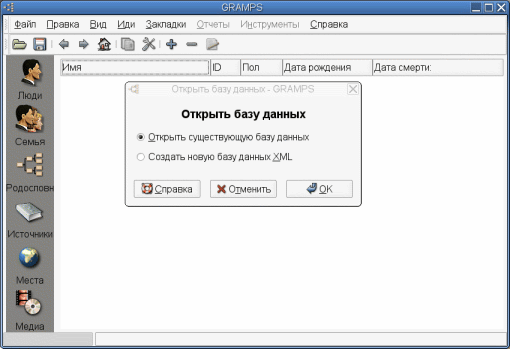 GRAMPS
Файл Правка Вид Иди Закладки Отчеты Инструменты Справка
Имя ID Пол Дата рождения Дата смерти:
Люди
Семья
Родословн
Источники
Места
Медиа
Открыть базу данных - GRAMPS
Открыть базу данных
Открыть существующую базу данных
Создать новую базу данных XML
Справка Отменить OK